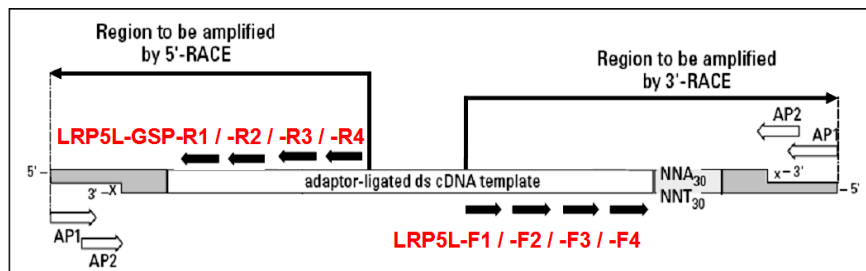 Region to be amplified
by 5'-RACE
Region to be amplified
by 3'-RACE
LRP5L-GSP-R1 / -R2 / -R3 / -R4
AP2
AP1
5' -
NNA30
x - 3'
adaptor-ligated ds cDNA template
3' - X
NNT30
- 5'
AP1
AP2
LRP5L-F1 / -F2 / -F3 / -F4